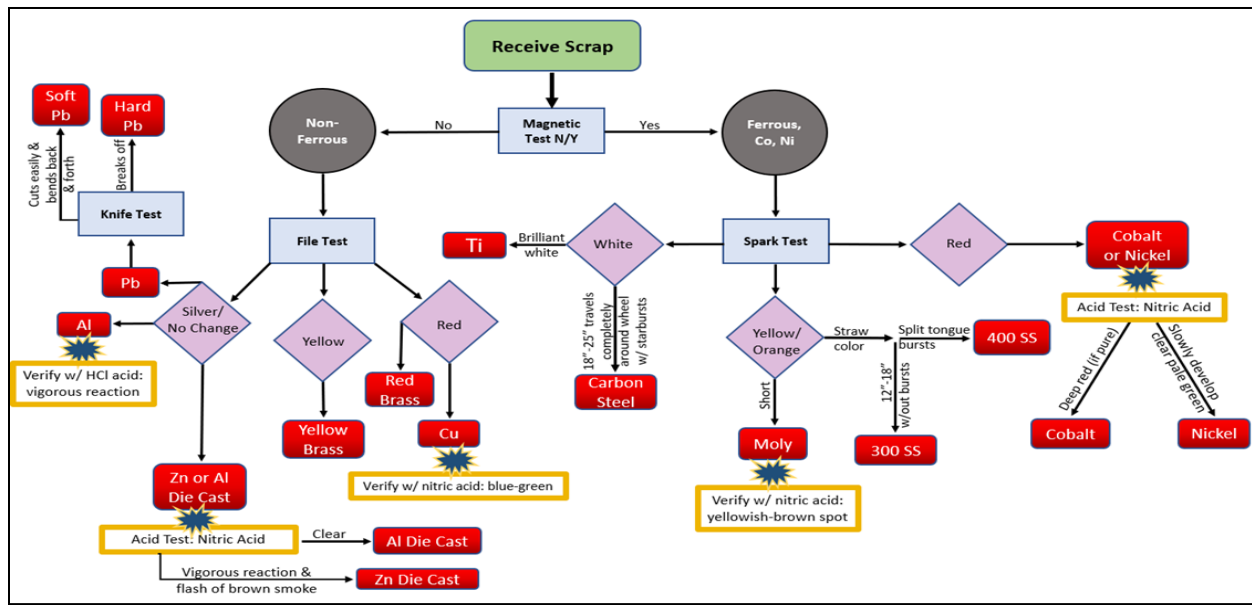 Receive Scrap
Magnetic
Test N/Y
No
Yes
Non-
Ferrous
Ferrous,
Co, Ni
Soft
Pb
Hard
Pb
Cuts easily &
bends back
& forth
Breaks off
Knife Test
Pb
File Test
Silver/
No Change
Al
Verify w/ HCl acid:
vigorous reaction
Zn or Al
Die Cast
Acid Test: Nitric Acid
Clear
Al Die Cast
Vigorous reaction &
flash of brown smoke
Zn Die Cast
Yellow
Yellow
Brass
Red
Red
Brass
Cu
Verify w/ nitric acid: blue-green
Spark Test
White
Brilliant
white
Ti
18”-25” travels
completely
around wheel
w/ starbursts
Carbon
Steel
Yellow/
Orange
Short
Moly
Verify w/ nitric acid:
yellowish-brown spot
Straw
color
Split tongue
bursts
400 SS
12”-18”
w/out bursts
300 SS
Red
Cobalt
or Nickel
Acid Test: Nitric Acid
Deep red (if pure)
Cobalt
Slowly develop
clear pale green
Nickel